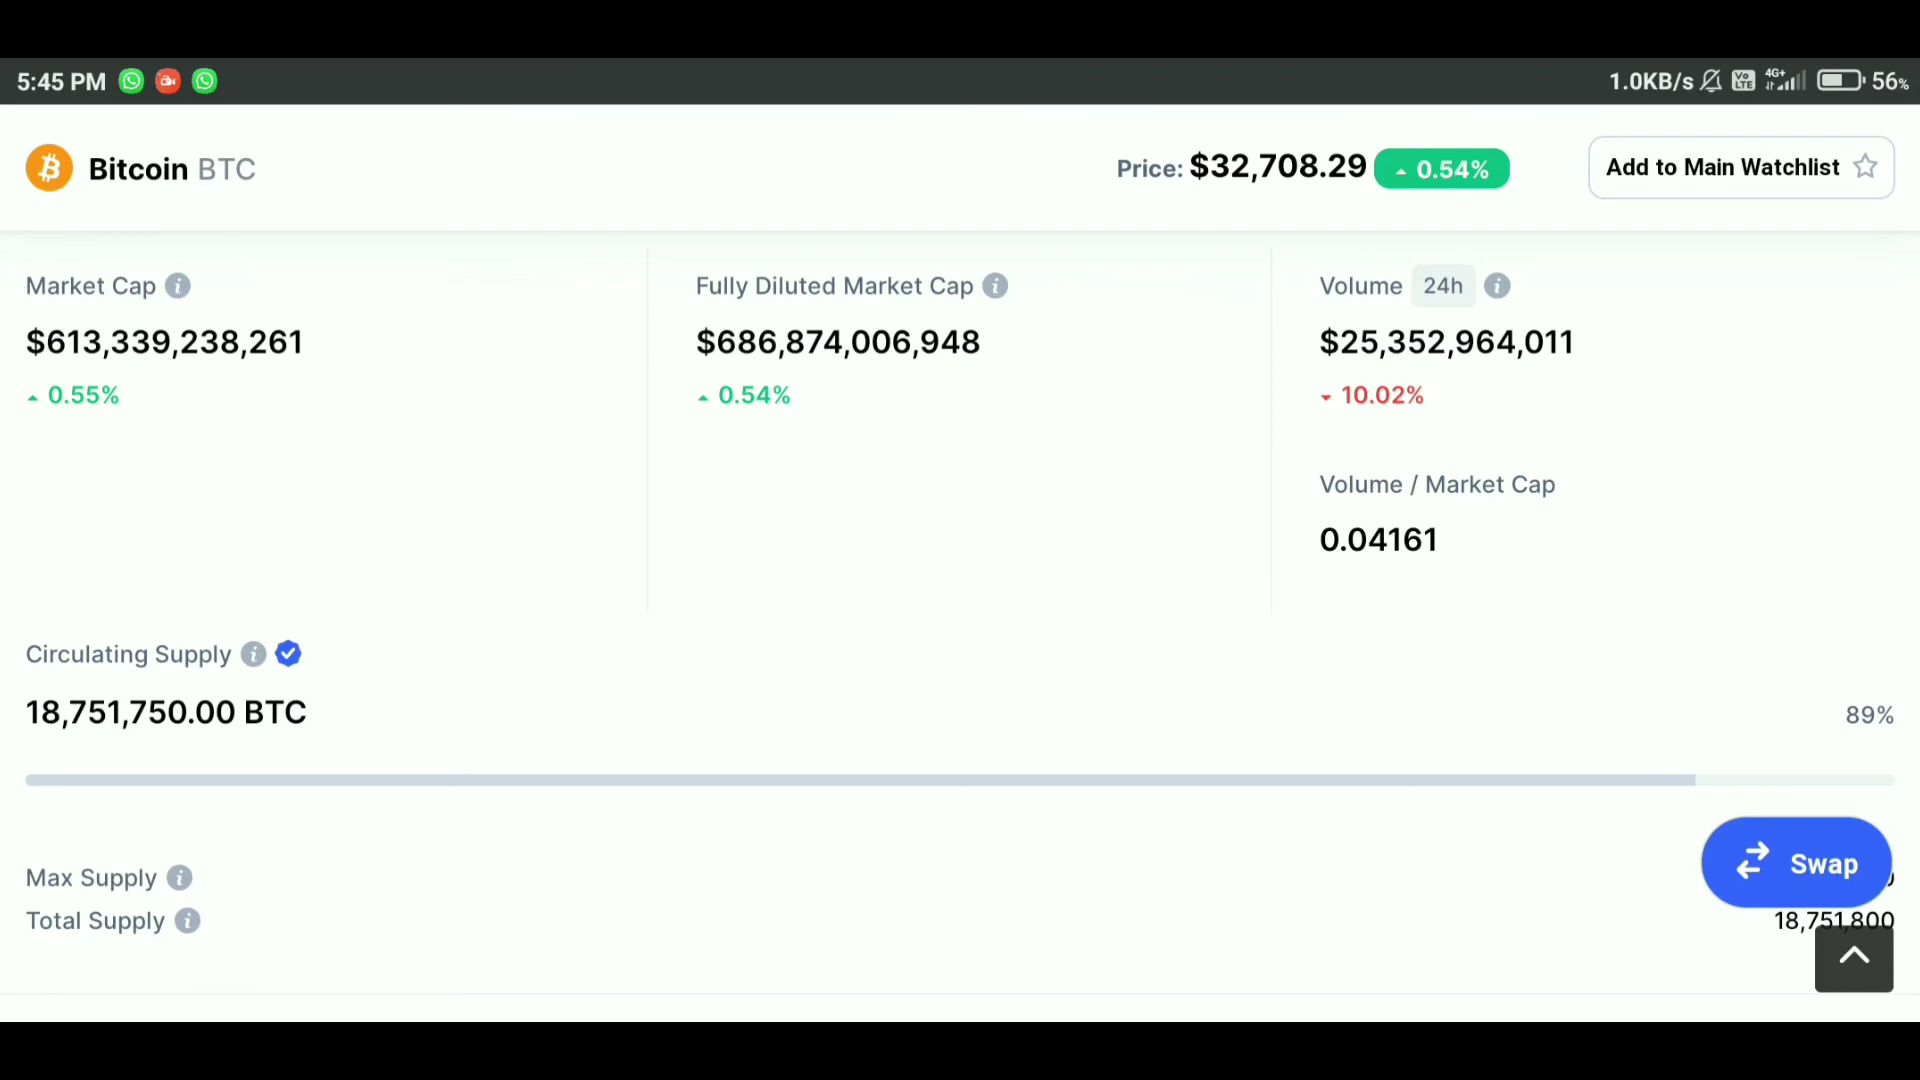 5:45 PM
1.0KB/s Vo LTE 4G+ 56%
Bitcoin BTC
Price: $32,708.29 0.54%
Add to Main Watchlist
Market Cap
Fully Diluted Market Cap
Volume 24h
$613,339,238,261
$686,874,006,948
$25,352,964,011
0.55%
0.54%
10.02%
Volume / Market Cap
0.04161
Circulating Supply
18,751,750.00 BTC
89%
Swap
Max Supply
Total Supply
18,751,800